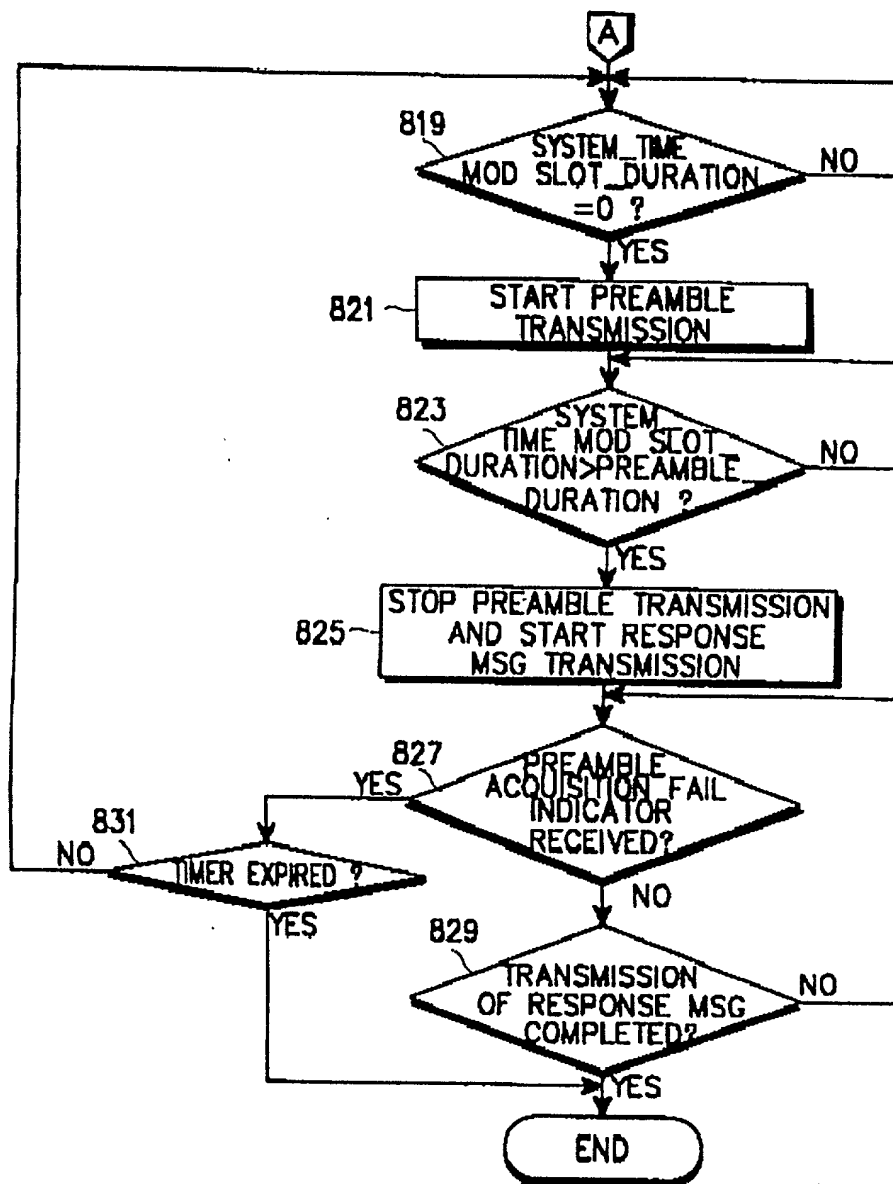 A
819
SYSTEM_TIME
MOD SLOT_DURATION
=0 ?
NO
YES
821
START PREAMBLE
TRANSMISSION
823
SYSTEM
TIME MOD SLOT
DURATION>PREAMBLE_
DURATION ?
NO
YES
825
STOP PREAMBLE TRANSMISSION
AND START RESPONSE
MSG TRANSMISSION
827
PREAMBLE
ACQUISITION FAIL
INDICATOR
RECEIVED?
YES
NO
831
TIMER EXPIRED ?
NO
YES
829
TRANSMISSION
OF RESPONSE MSG
COMPLETED?
NO
YES
END